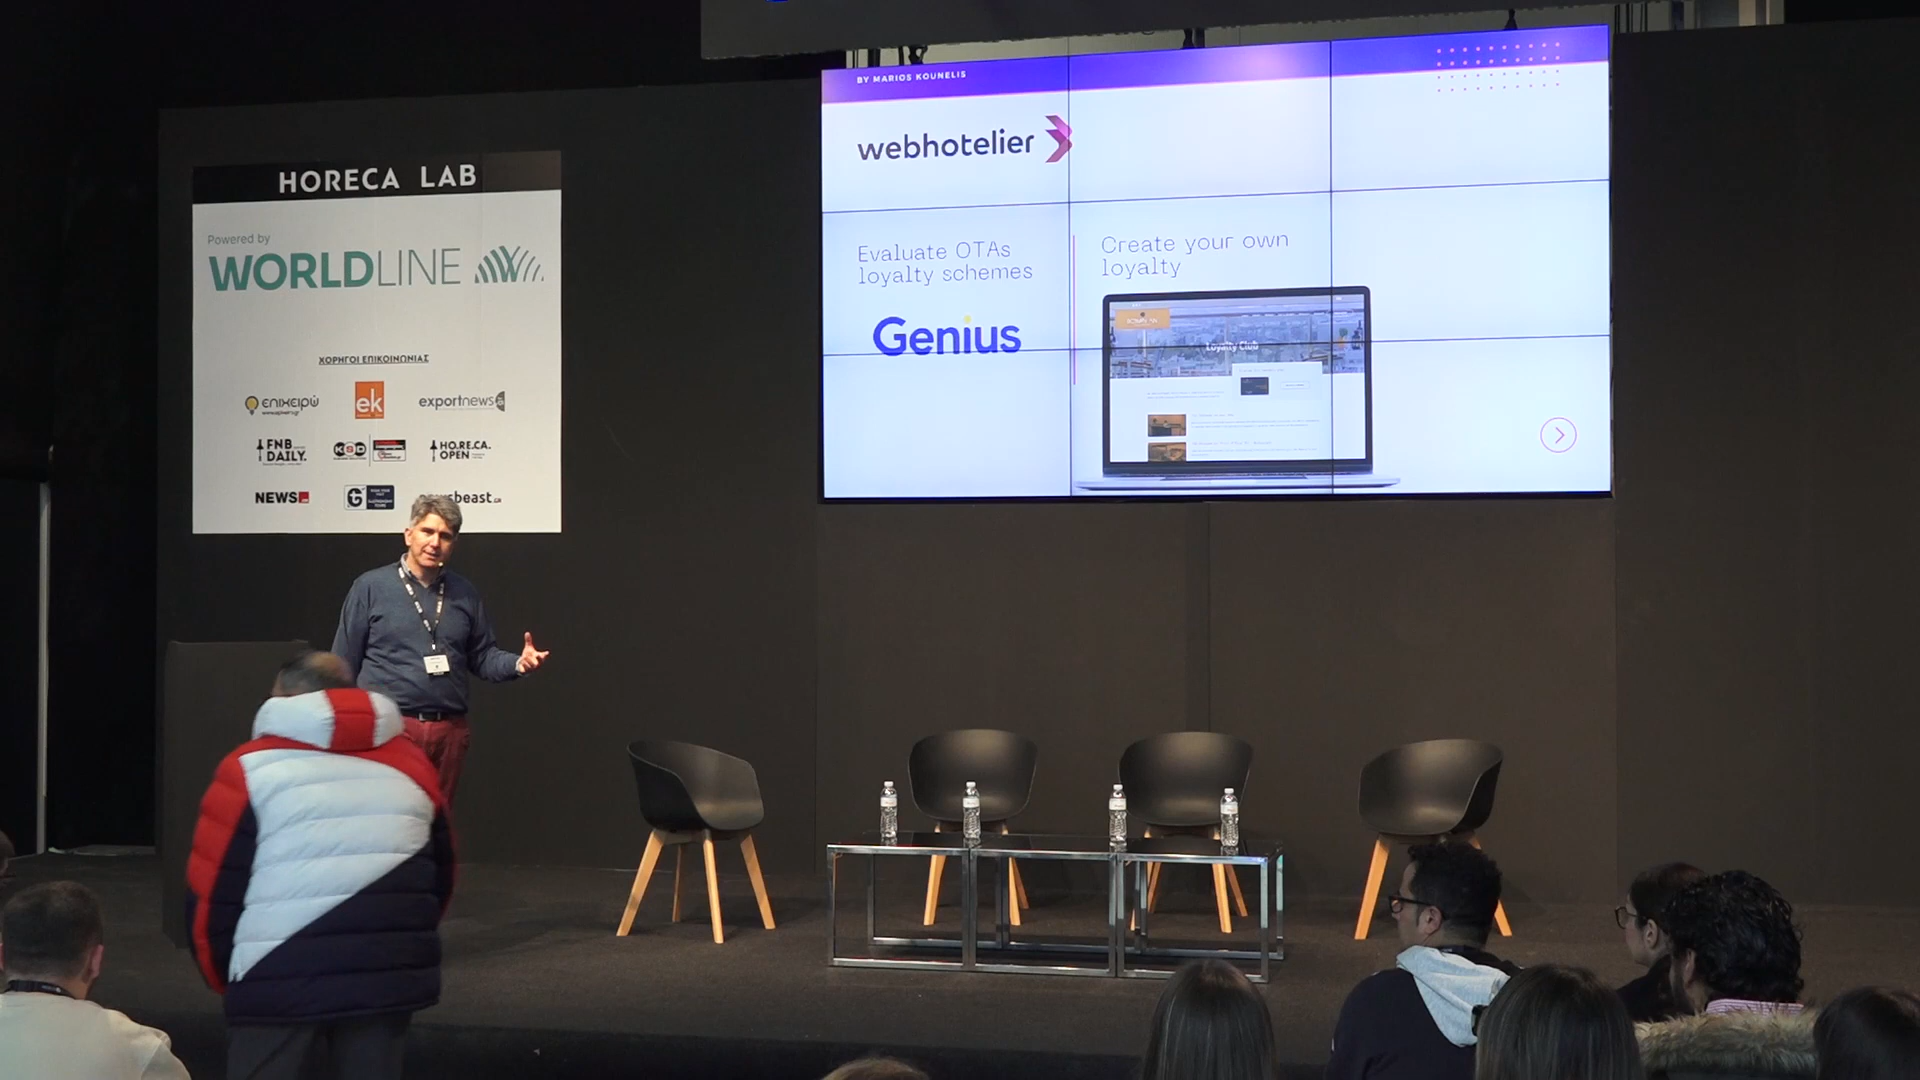 HORECA LAB
Powered by
WORLDLINE
ΧΟΡΗΓΟΙ ΕΠΙΚΟΙΝΩΝΙΑΣ
επιχειρώ
ek
exportnews
FNB
DAILY.
HO.RE.CA.
OPEN
NEWS
beast.GR
BY MARIOS KOUNELIS
webhotelier
Evaluate OTAs
loyalty schemes
Genius
Create your own
loyalty
Loyalty Club